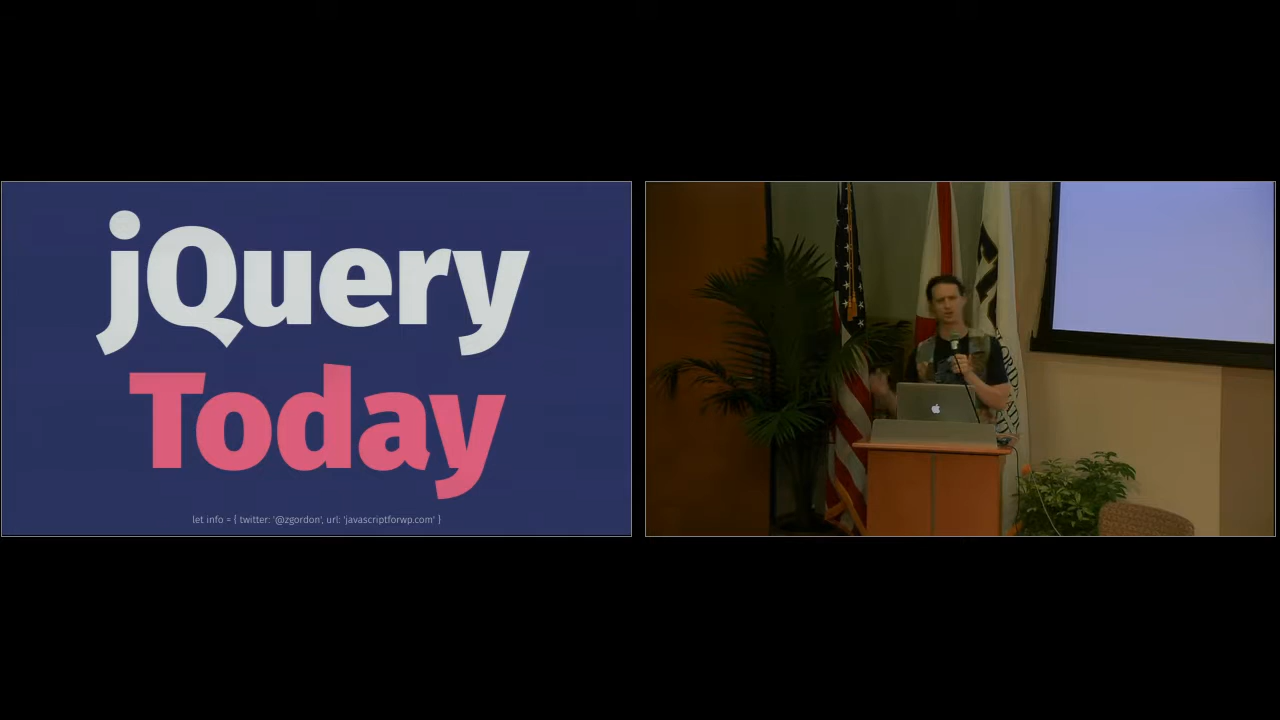 jQuery
Today
let info = { twitter: '@zgordon', url: 'javascriptforwp.com' }